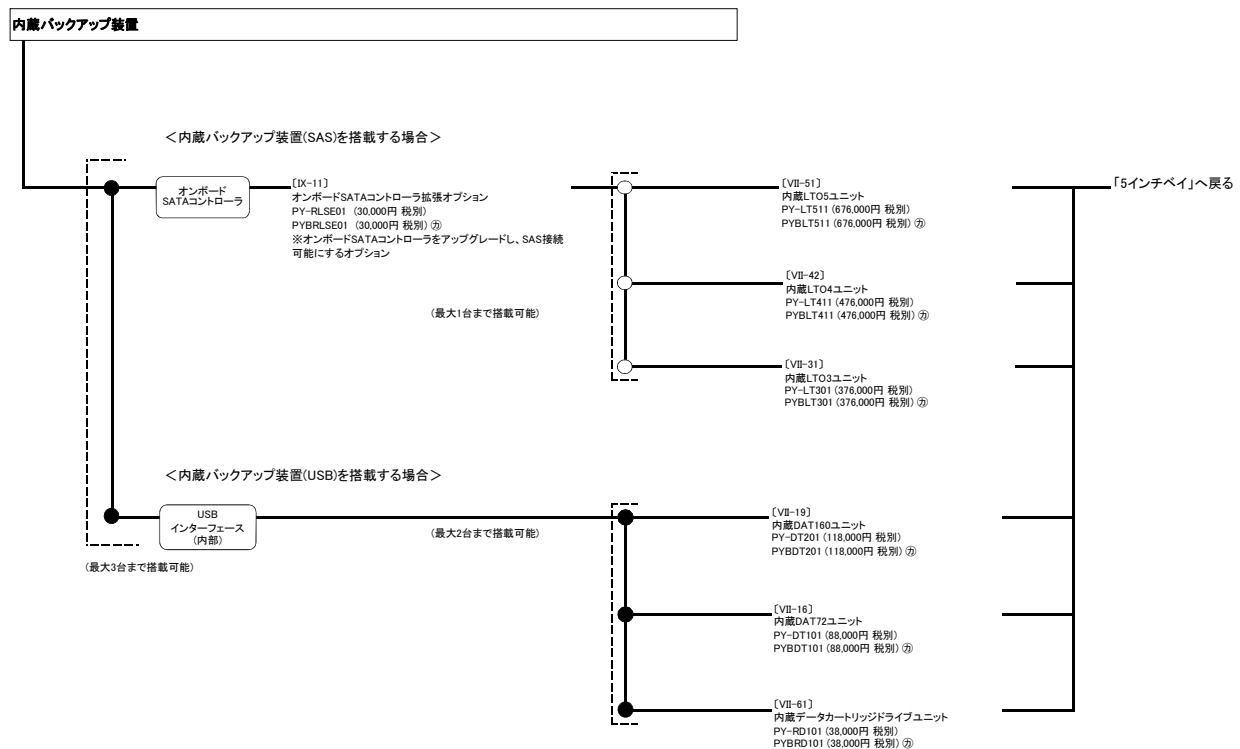 内蔵バックアップ装置
＜内蔵バックアップ装置(SAS)を搭載する場合＞
オンボード
SATAコントローラ
〔IX-11〕
オンボードSATAコントローラ拡張オプション
PY-RLSE01 (30,000円 税別)
PYBRLSE01 (30,000円 税別) ㋕
※オンボードSATAコントローラをアップグレードし、SAS接続
可能にするオプション
(最大1台まで搭載可能)
〔VII-51〕
内蔵LTO5ユニット
PY-LT511 (676,000円 税別)
PYBLT511 (676,000円 税別) ㋕
「5インチベイ」へ戻る
〔VII-42〕
内蔵LTO4ユニット
PY-LT411 (476,000円 税別)
PYBLT411 (476,000円 税別) ㋕
〔VII-31〕
内蔵LTO3ユニット
PY-LT301 (376,000円 税別)
PYBLT301 (376,000円 税別) ㋕
＜内蔵バックアップ装置(USB)を搭載する場合＞
USB
インターフェース
(内部)
(最大2台まで搭載可能)
(最大3台まで搭載可能)
〔VII-19〕
内蔵DAT160ユニット
PY-DT201 (118,000円 税別)
PYBDT201 (118,000円 税別) ㋕
〔VII-16〕
内蔵DAT72ユニット
PY-DT101 (88,000円 税別)
PYBDT101 (88,000円 税別) ㋕
〔VII-61〕
内蔵データカートリッジドライブユニット
PY-RD101 (38,000円 税別)
PYBRD101 (38,000円 税別) ㋕